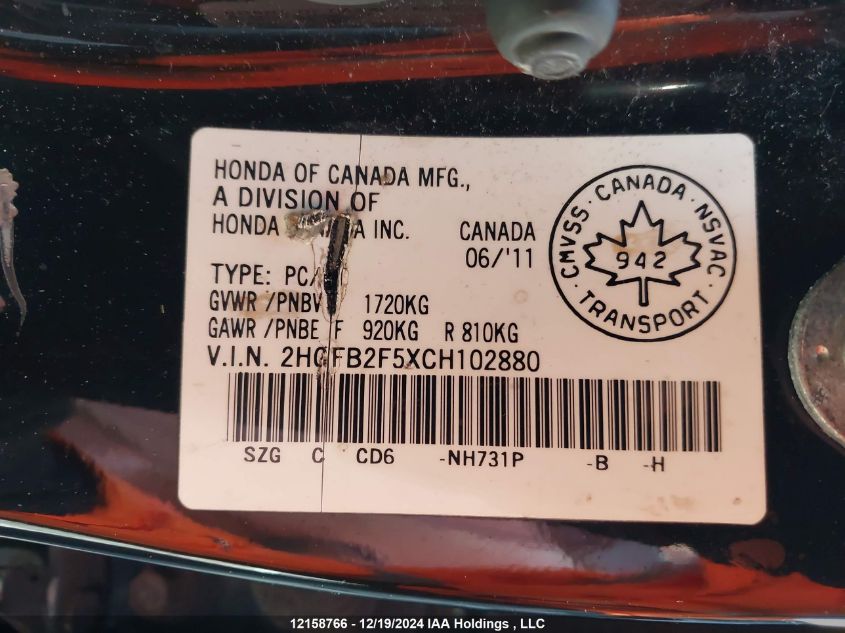 HONDA OF CANADA MFG.,
A DIVISION OF
HONDA INC. CANADA
06/'11
TYPE: PC/
GVWR /PNBV 1720KG
GAWR /PNBE F 920KG R 810KG
V.I.N. 2HGFB2F5XCH102880
SZG C CD6 -NH731P -B -H
CMVSS · CANADA · NSVAC · TRANSPORT ·
942
12158766 - 12/19/2024 IAA Holdings , LLC